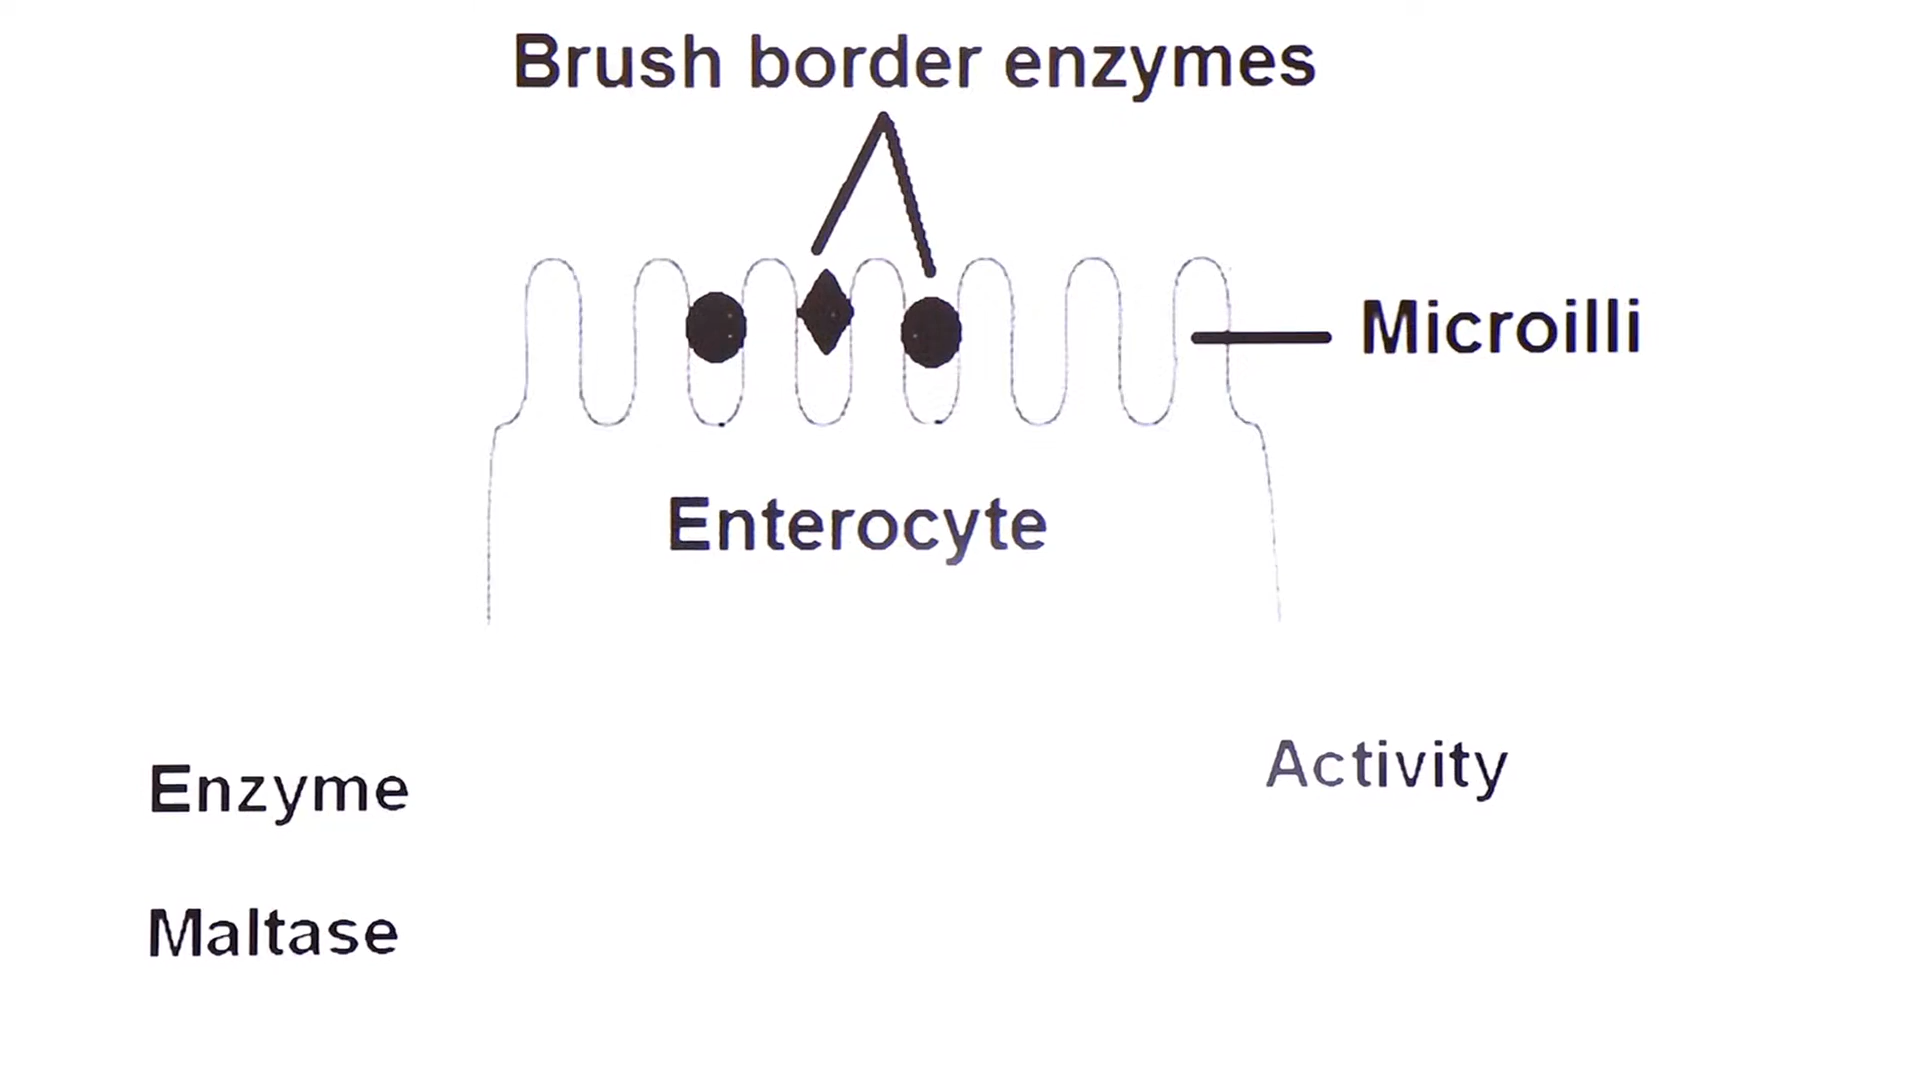 Brush border enzymes
Microilli
Enterocyte
Enzyme
Activity
Maltase